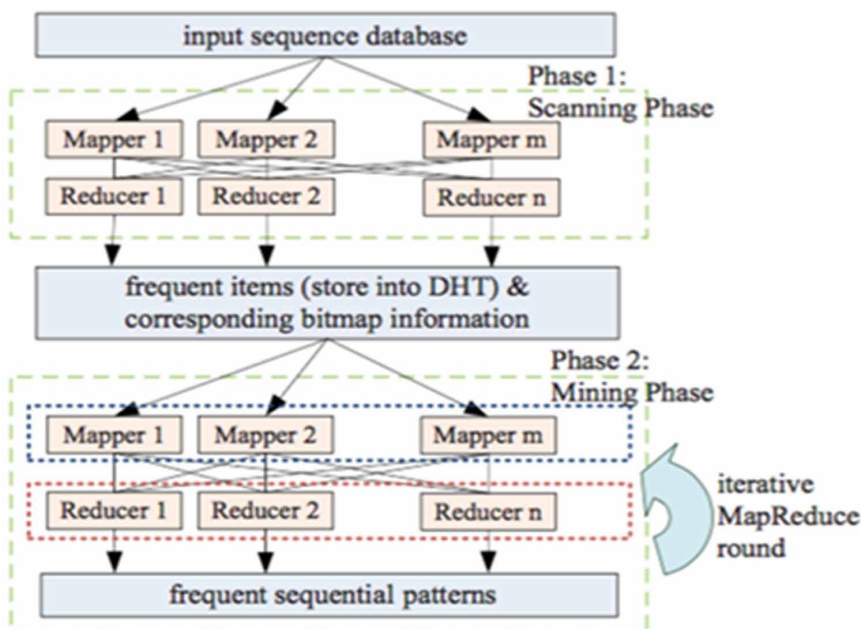 input sequence database
Phase 1:
Scanning Phase
Mapper 1
Mapper 2
Mapper m
Reducer 1
Reducer 2
Reducer n
frequent items (store into DHT) &
corresponding bitmap information
Phase 2:
Mining Phase
Mapper 1
Mapper 2
Mapper m
Reducer 1
Reducer 2
Reducer n
iterative
MapReduce
round
frequent sequential patterns